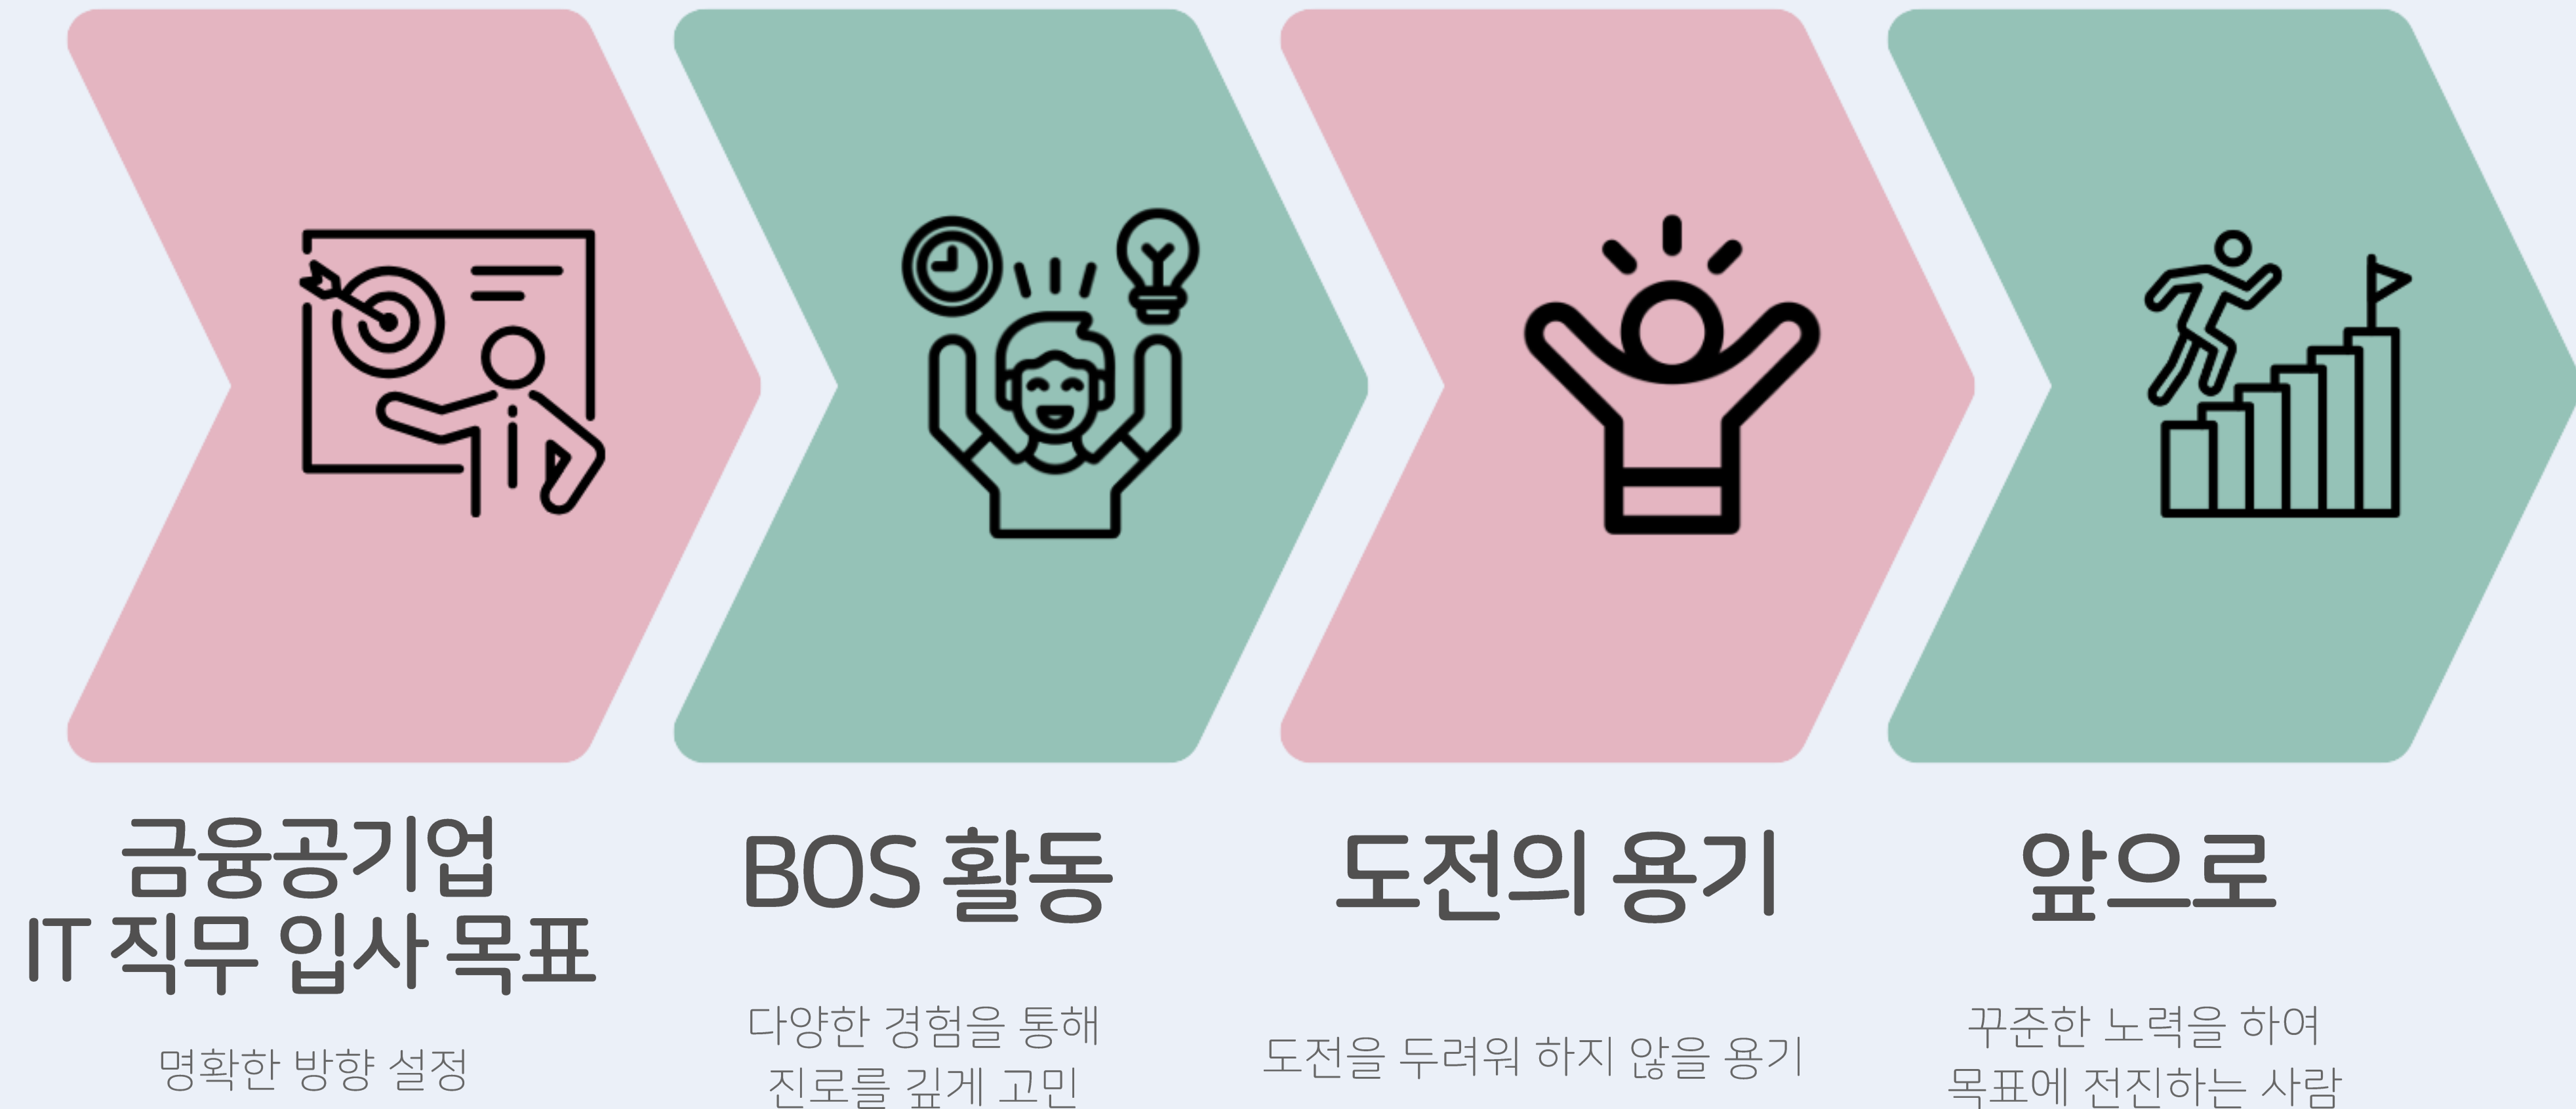 금융공기업
IT 직무 입사 목표
명확한 방향 설정
BOS 활동
다양한 경험을 통해
진로를 깊게 고민
도전의 용기
도전을 두려워 하지 않을 용기
앞으로
꾸준한 노력을 하여
목표에 전진하는 사람